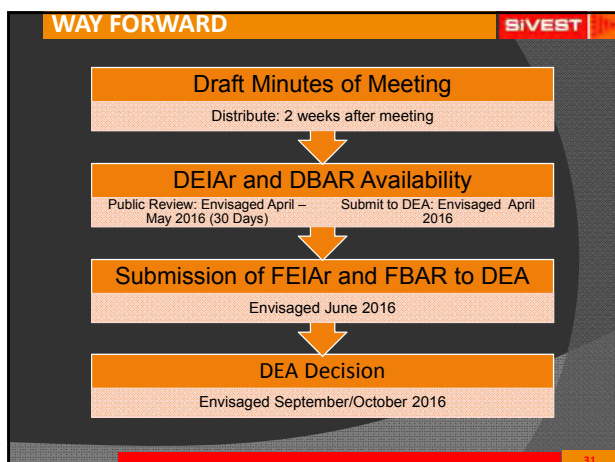 WAY FORWARD
SiVEST
Draft Minutes of Meeting
Distribute: 2 weeks after meeting
DEIAr and DBAR Availability
Public Review: Envisaged April –
May 2016 (30 Days)
Submit to DEA: Envisaged April
2016
Submission of FEIAr and FBAR to DEA
Envisaged June 2016
DEA Decision
Envisaged September/October 2016
31